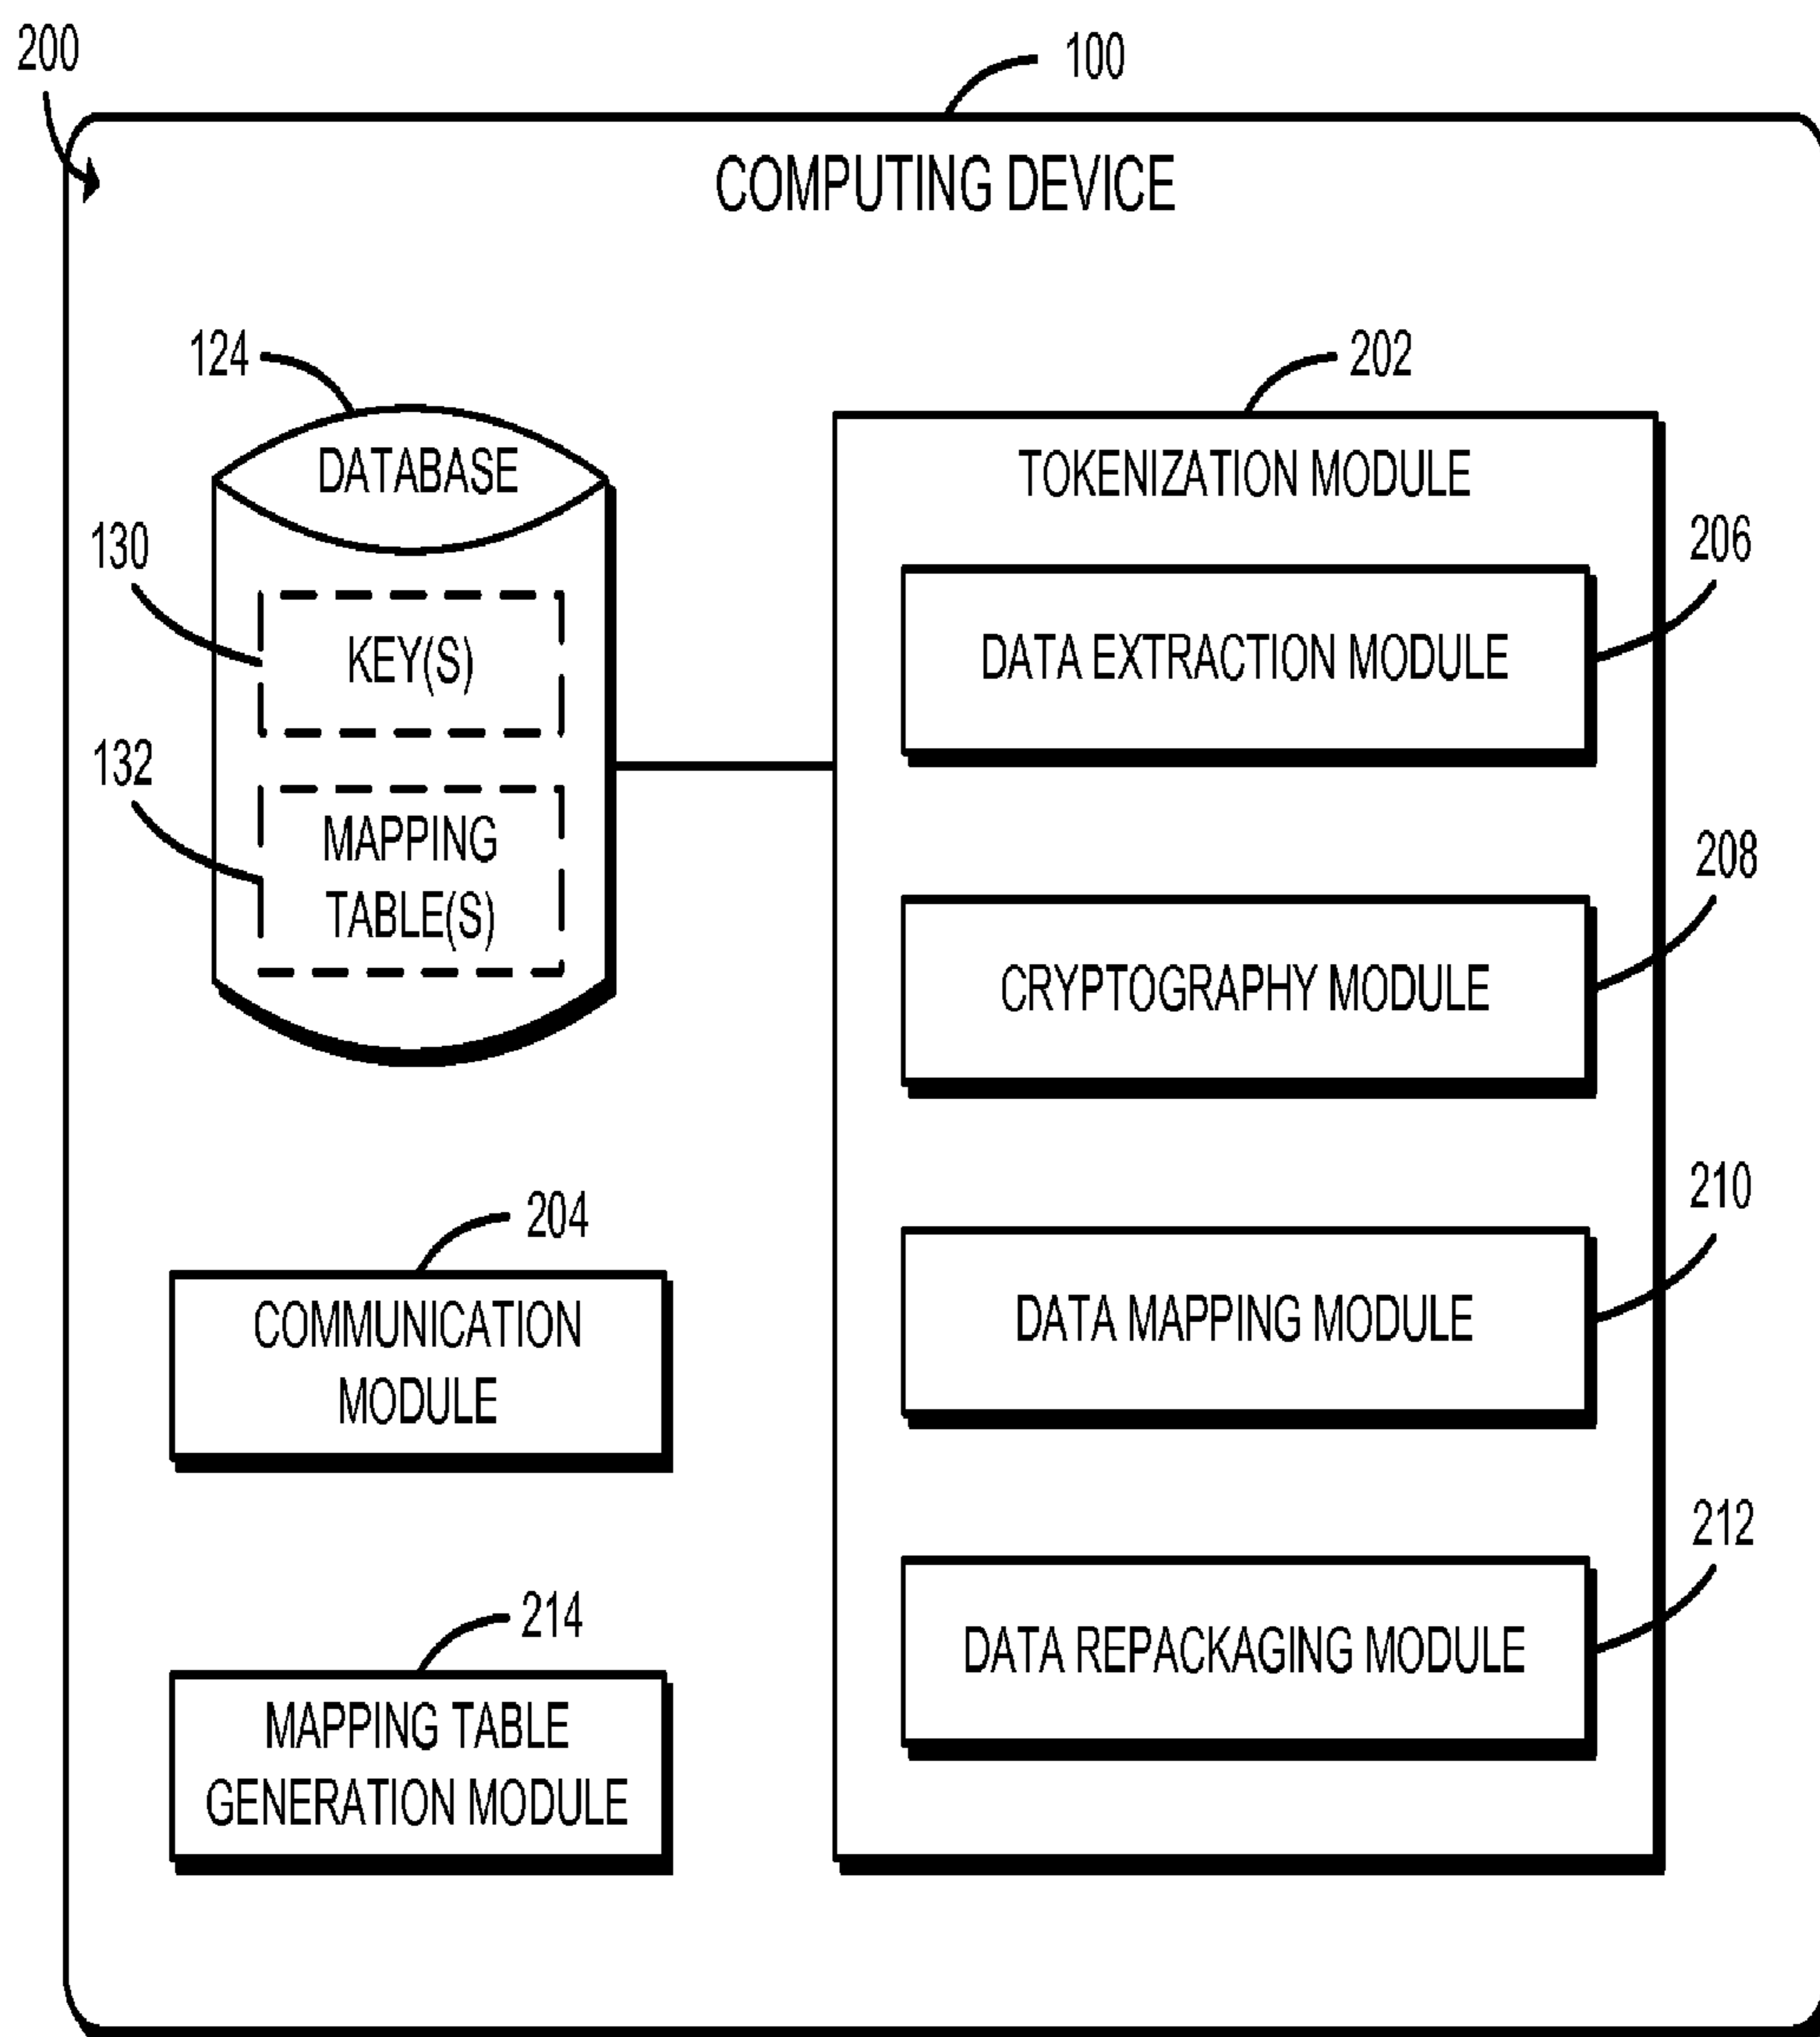 200
100
COMPUTING DEVICE
124
202
DATABASE
TOKENIZATION MODULE
130
206
KEY(S)
DATA EXTRACTION MODULE
132
MAPPING
TABLE(S)
208
CRYPTOGRAPHY MODULE
204
210
COMMUNICATION
MODULE
DATA MAPPING MODULE
214
212
MAPPING TABLE
GENERATION MODULE
DATA REPACKAGING MODULE